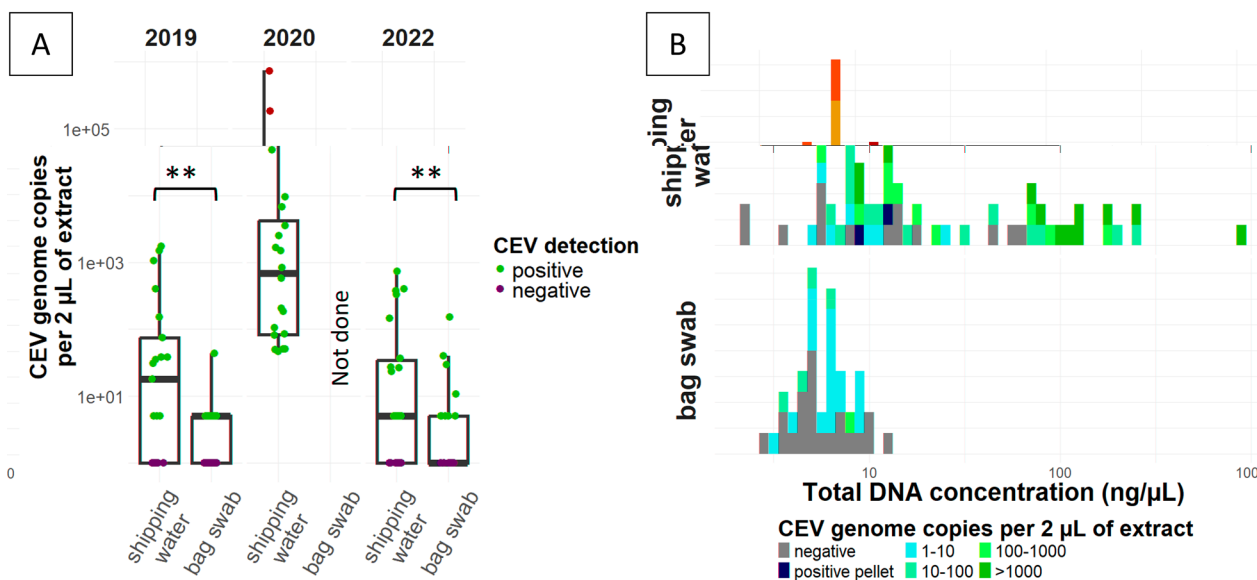 A
2019
2020
2022
1e+05
1e+03
1e+01
0
CEV genome copies
per 2 µL of extract
**
**
Not done
shipping
water
bag swab
shipping
water
bag swab
shipping
water
bag swab
CEV detection
positive
negative
B
shipping
water
bag swab
10
100
100
Total DNA concentration (ng/µL)
CEV genome copies per 2 µL of extract
negative
1-10
100-1000
positive pellet
10-100
>1000